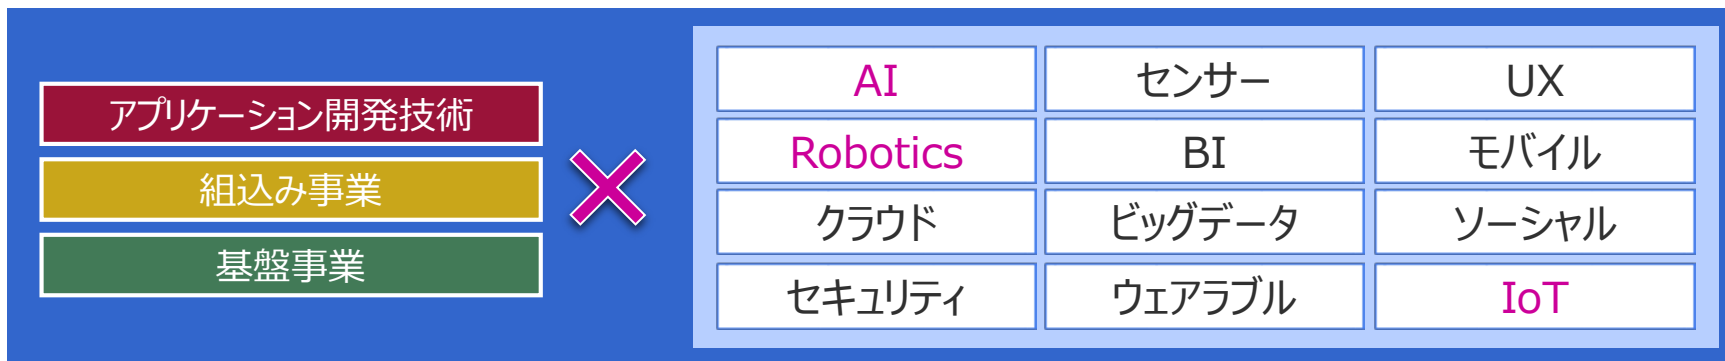 アプリケーション開発技術
組込み事業
基盤事業
AI センサー UX
Robotics BI モバイル
クラウド ビッグデータ ソーシャル
セキュリティ ウェアラブル IoT